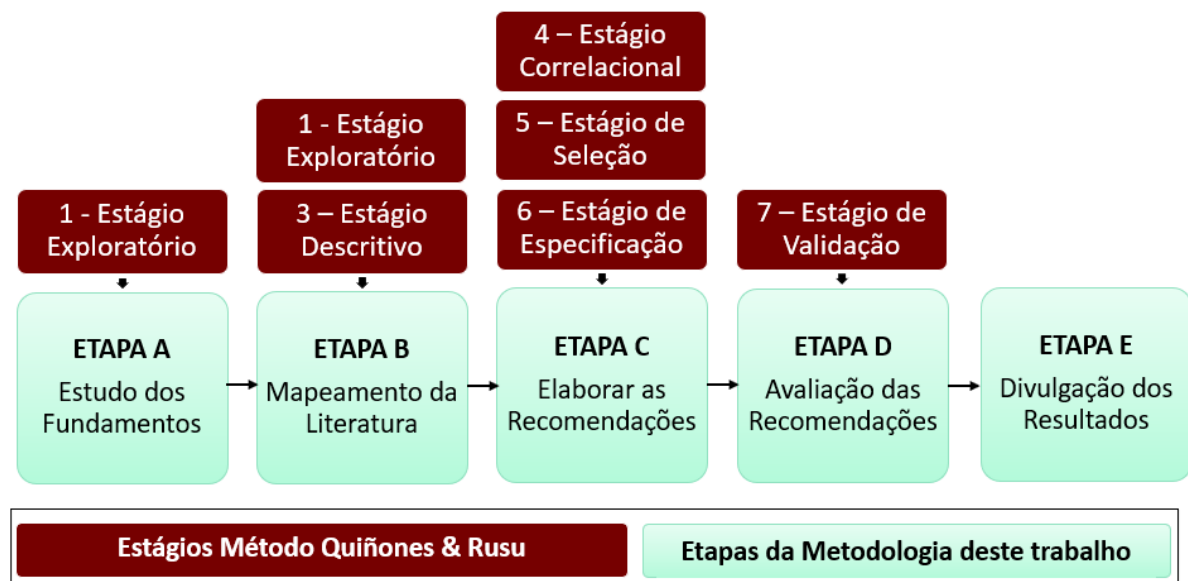 4 – Estágio
Correlacional
1 - Estágio
Exploratório
5 – Estágio de
Seleção
1 - Estágio
Exploratório
3 – Estágio
Descritivo
6 – Estágio de
Especificação
7 – Estágio de
Validação
ETAPA A
Estudo dos
Fundamentos
ETAPA B
Mapeamento da
Literatura
ETAPA C
Elaborar as
Recomendações
ETAPA D
Avaliação das
Recomendações
ETAPA E
Divulgação dos
Resultados
Estágios Método Quiñones & Rusu
Etapas da Metodologia deste trabalho